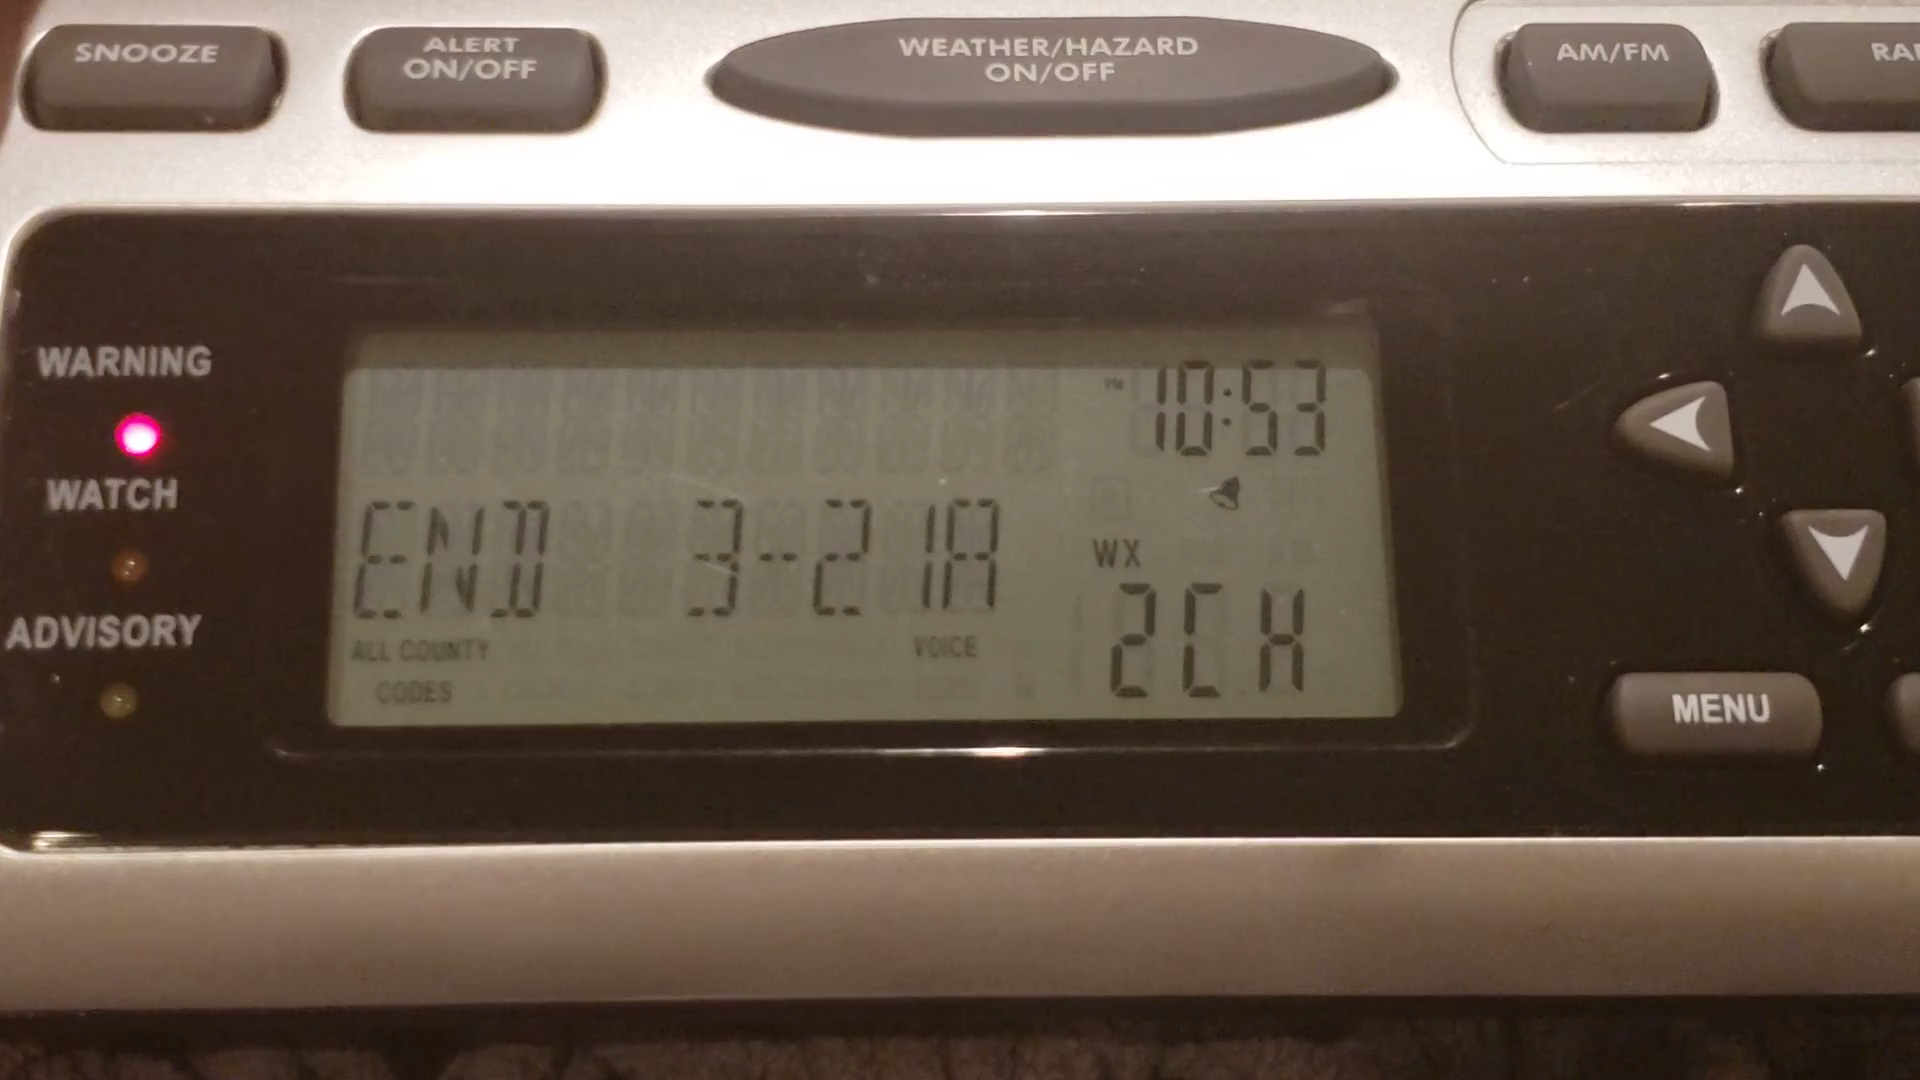 SNOOZE
ALERT
ON/OFF
WEATHER/HAZARD
ON/OFF
AM/FM
WARNING
WATCH
ADVISORY
PM 10:53
END 3-21A
WX
2CH
ALL COUNTY
CODES
VOICE
MENU